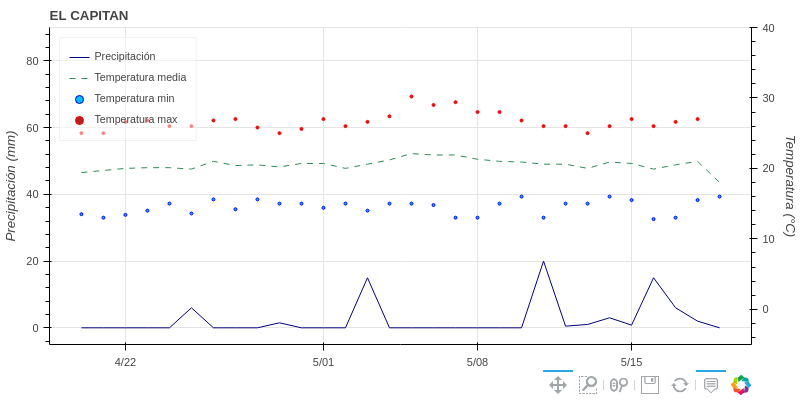 EL CAPITAN
Precipitación
Temperatura media
Temperatura min
Temperatura max
Precipitación (mm)
80
60
40
20
0
Temperatura (°C)
40
30
20
10
0
4/22
5/01
5/08
5/15